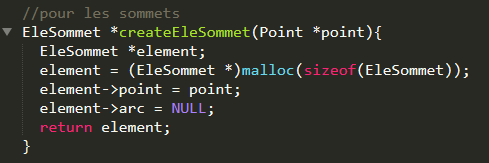 //pour les sommets
EleSommet *createEleSommet(Point *point){
EleSommet *element;
element = (EleSommet *)malloc(sizeof(EleSommet));
element->point = point;
element->arc = NULL;
return element;
}